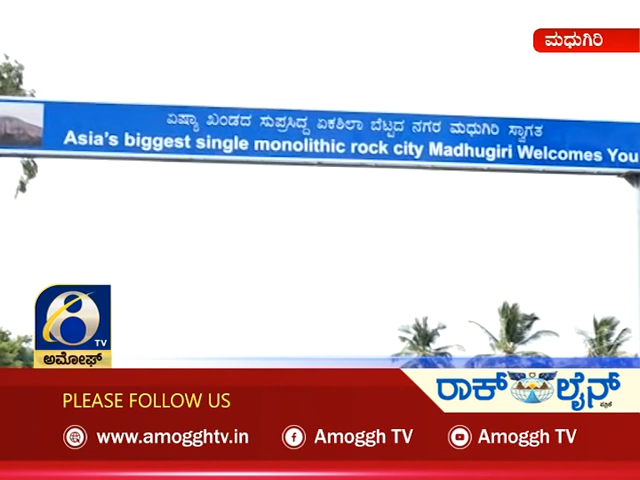 ಮಧುಗಿರಿ
ಏಷ್ಯಾ ಖಂಡದ ಸುಪ್ರಸಿದ್ದ ಏಕಶಿಲಾ ಬೆಟ್ಟದ ನಗರ ಮಧುಗಿರಿ ಸ್ವಾಗತ
Asia's biggest single monolithic rock city Madhugiri Welcomes You
TV
ಅಮೋಘ್
PLEASE FOLLOW US
ರಾಕ್ ಲೈನ್
ಪತ್ರಿಕೆ
www.amogghtv.in Amoggh TV Amoggh TV